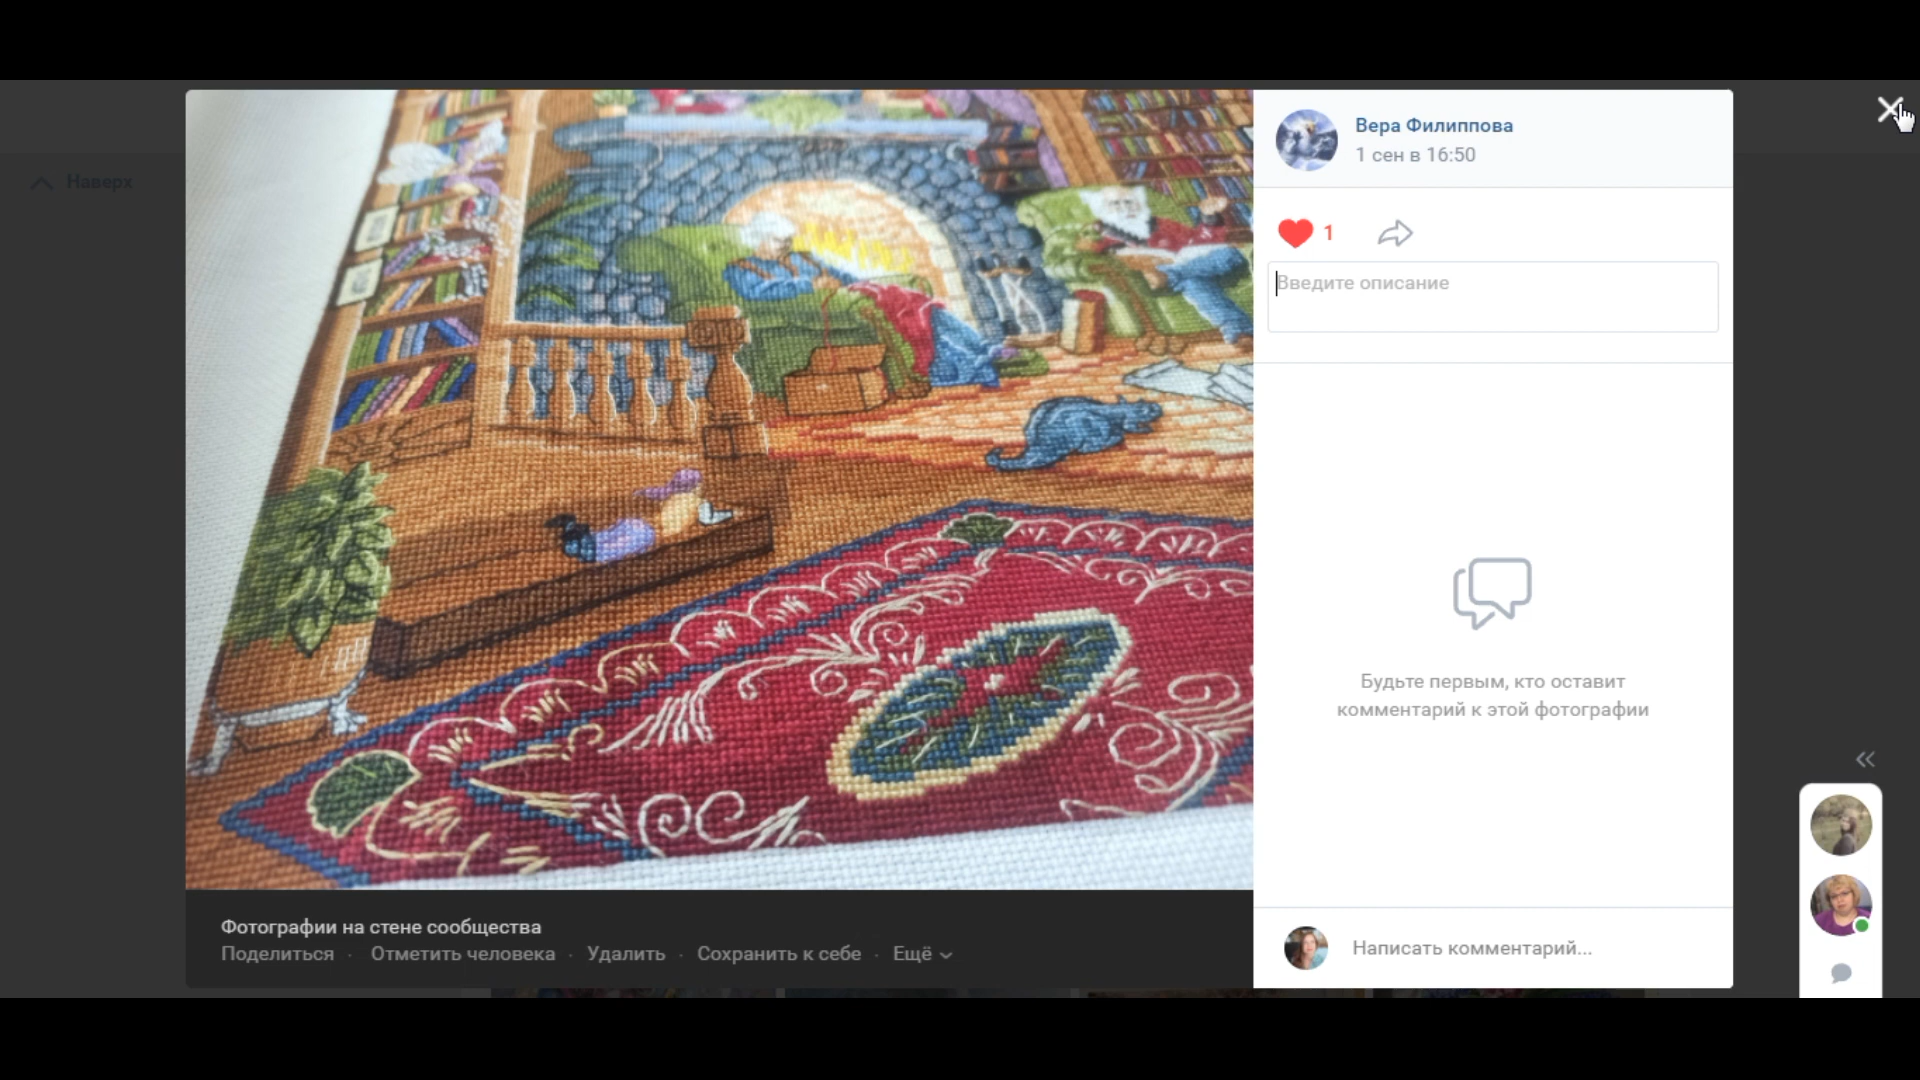 Наверх
Вера Филиппова
1 сен в 16:50
1
Введите описание
Будьте первым, кто оставит
комментарий к этой фотографии
Фотографии на стене сообщества
Поделиться · Отметить человека · Удалить · Сохранить к себе · Ещё
Написать комментарий...